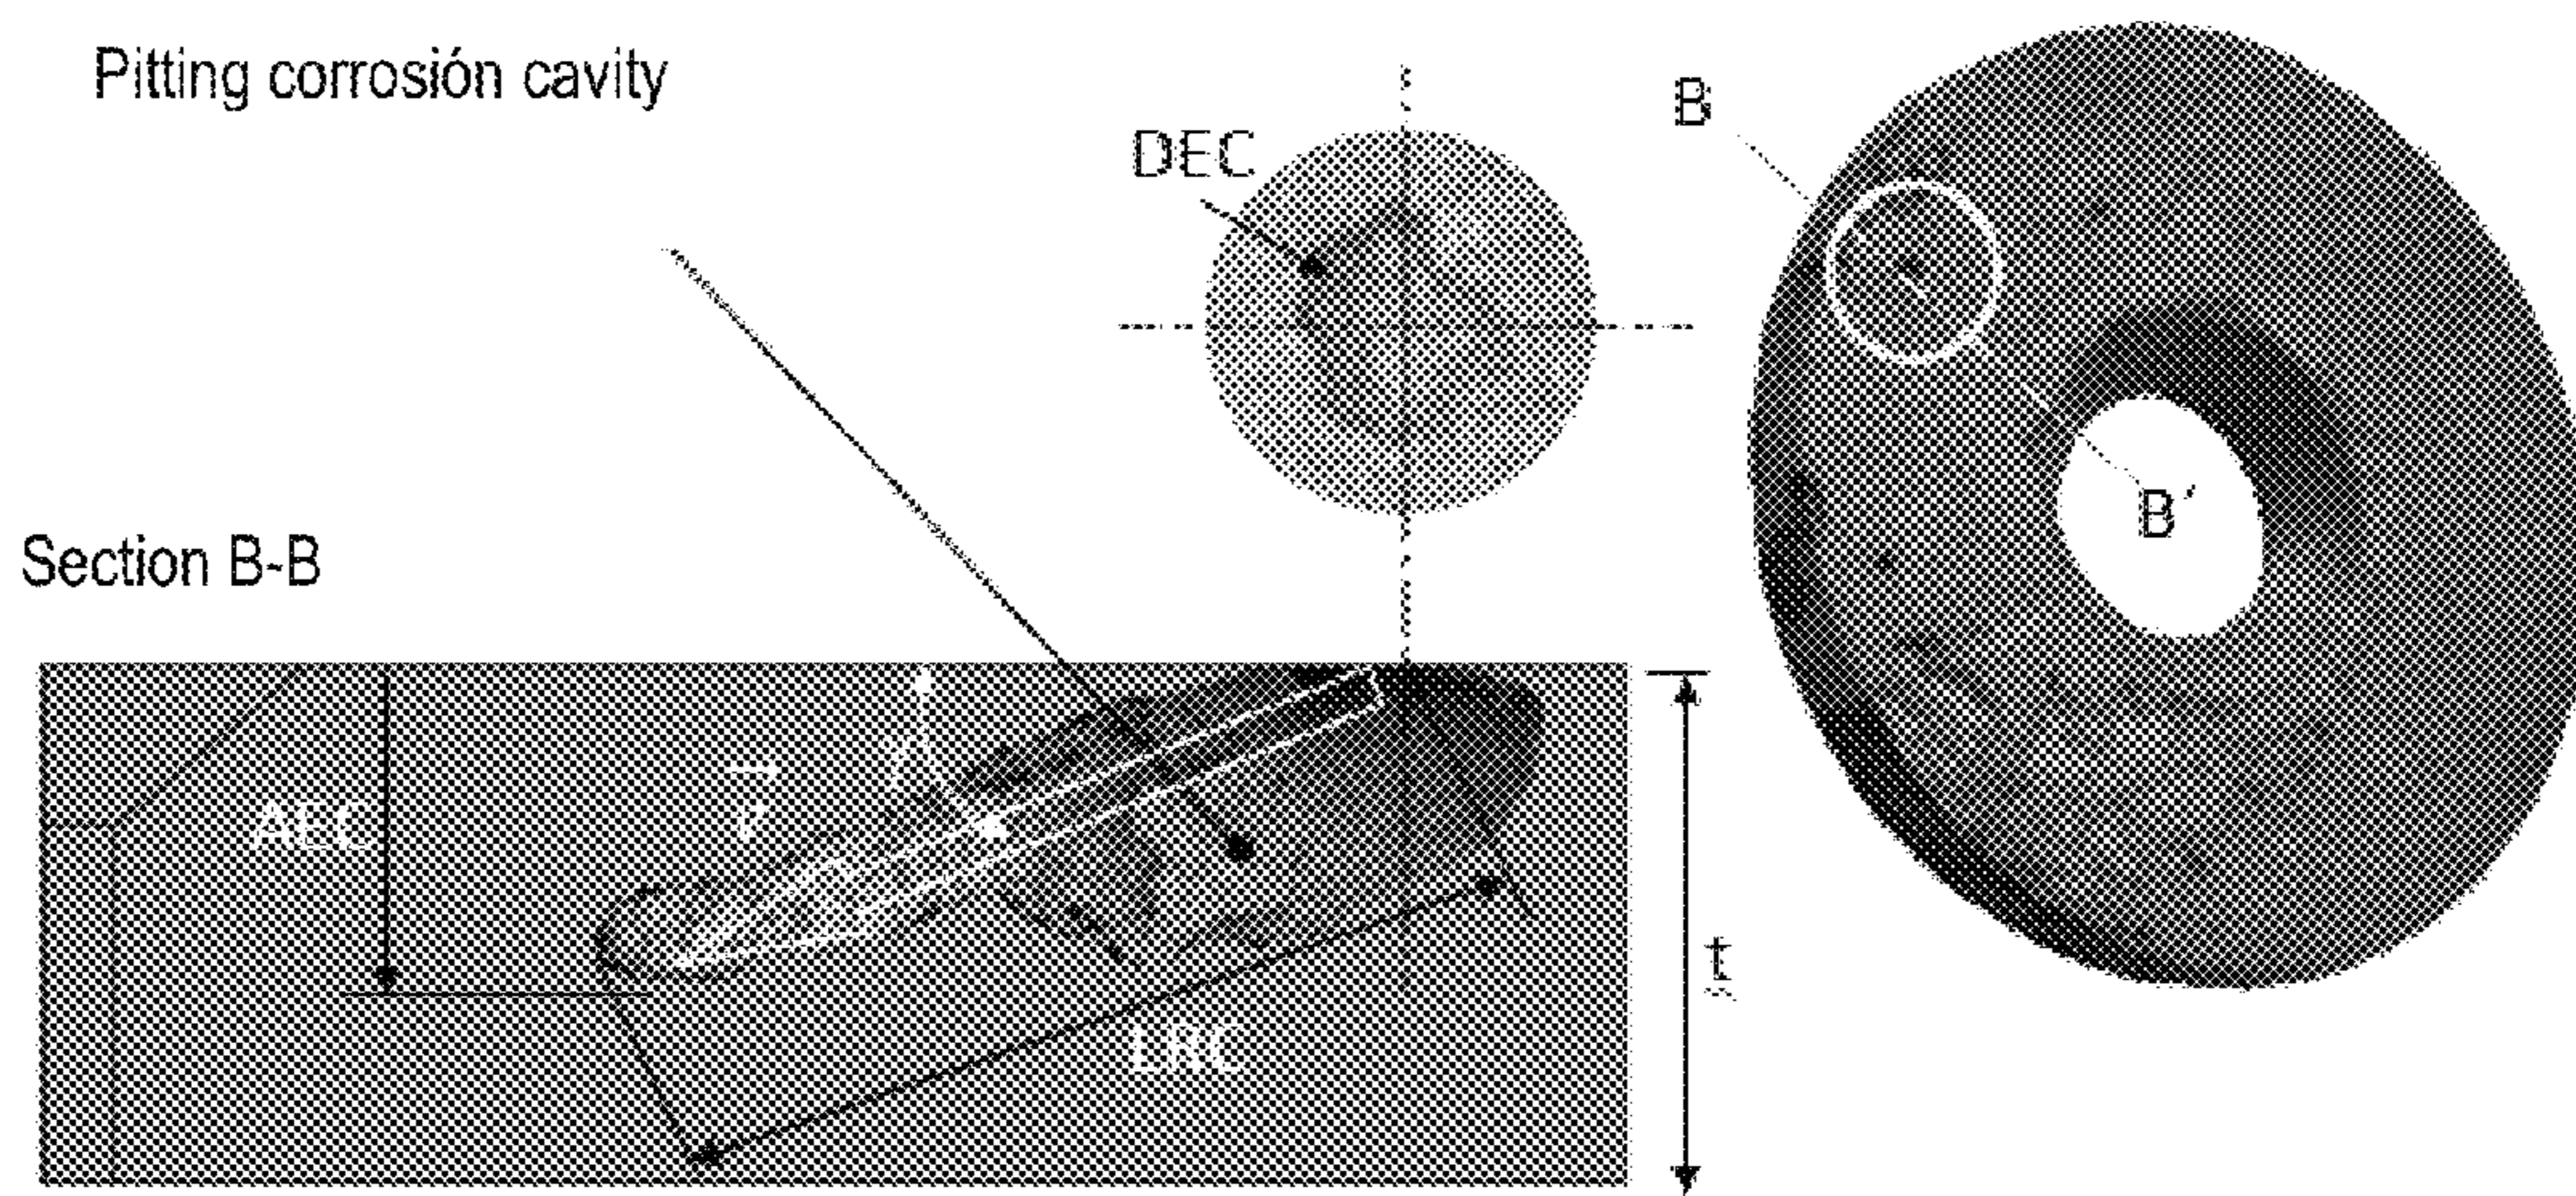 Pitting corrosión cavity
DEC
B
B´
Section B-B
AEC
LRC
t